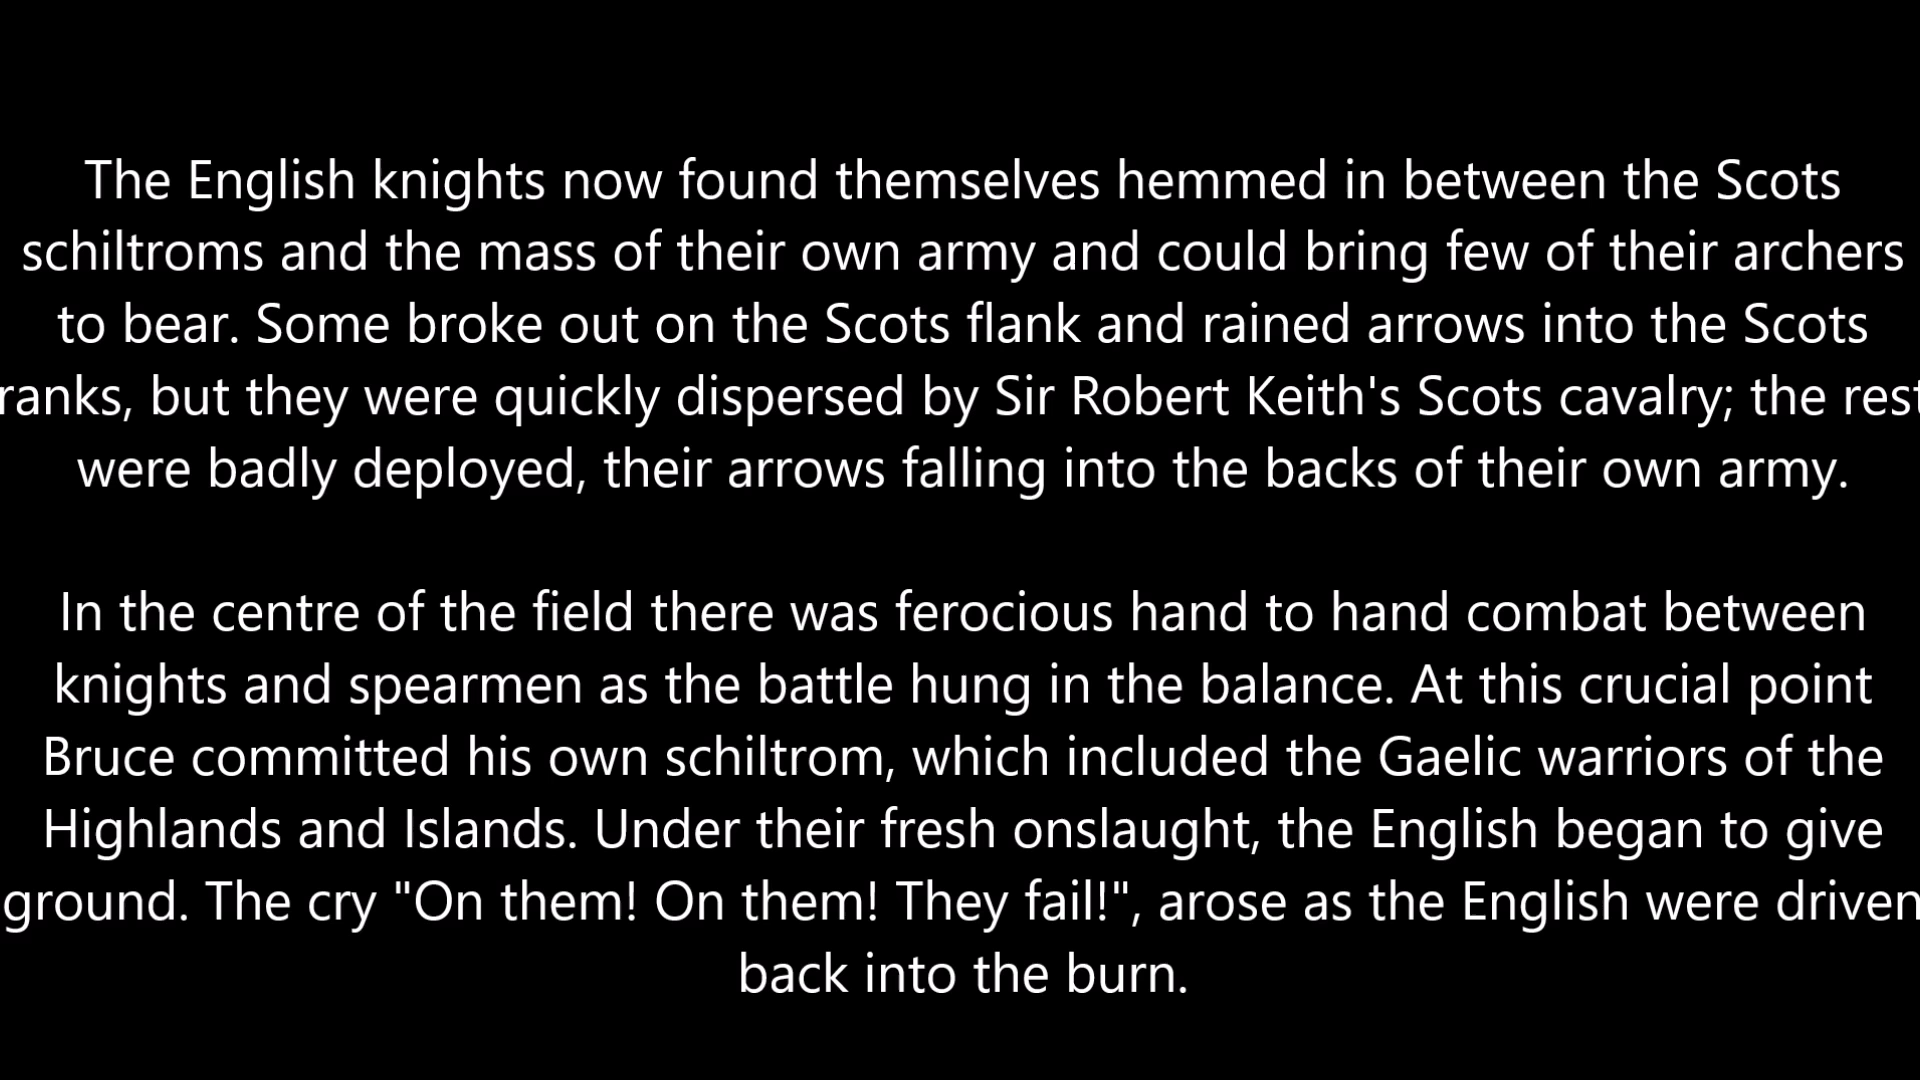 The English knights now found themselves hemmed in between the Scots
schiltroms and the mass of their own army and could bring few of their archers
to bear. Some broke out on the Scots flank and rained arrows into the Scots
ranks, but they were quickly dispersed by Sir Robert Keith's Scots cavalry; the rest
were badly deployed, their arrows falling into the backs of their own army.
In the centre of the field there was ferocious hand to hand combat between
knights and spearmen as the battle hung in the balance. At this crucial point
Bruce committed his own schiltrom, which included the Gaelic warriors of the
Highlands and Islands. Under their fresh onslaught, the English began to give
ground. The cry "On them! On them! They fail!", arose as the English were driven
back into the burn.